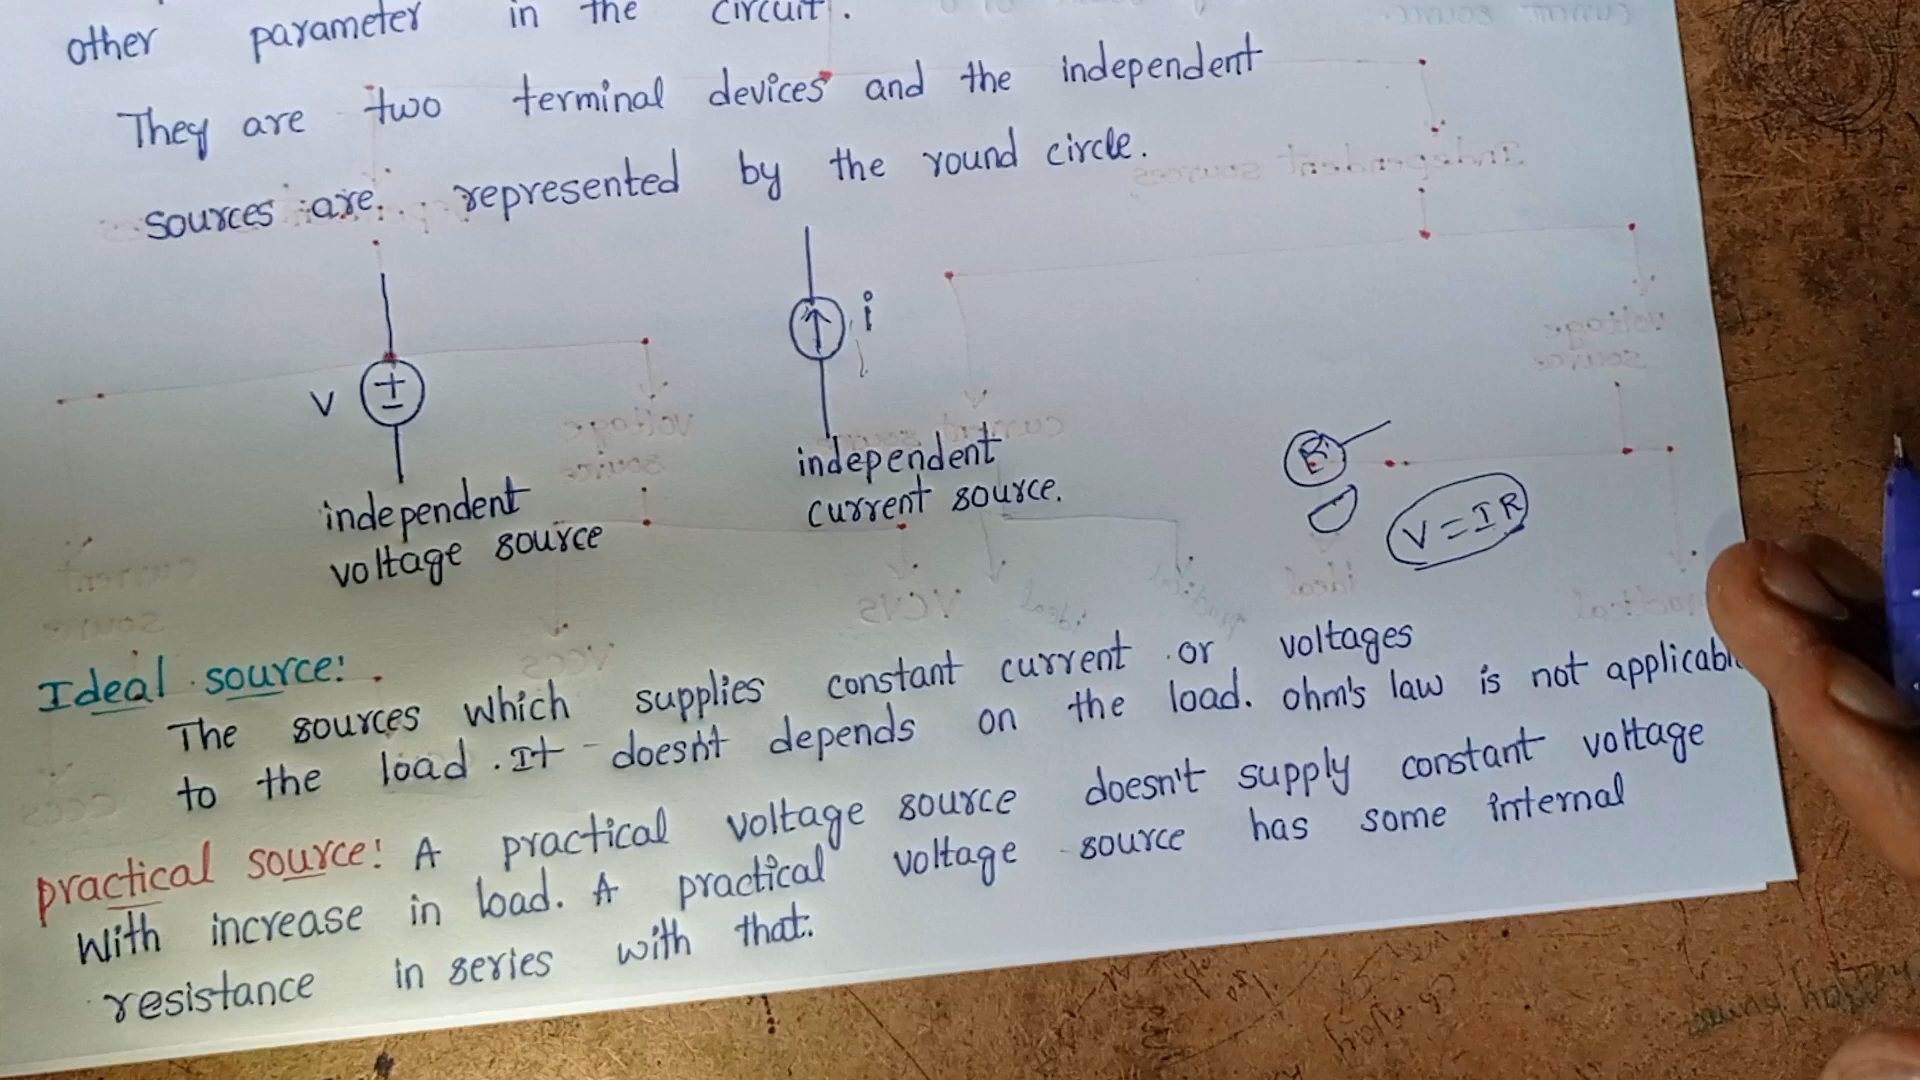 other parameter in the circuit.
They are two terminal devices and the independent
sources are represented by the round circle.
V
+
-
i
independent
voltage source
independent
current source.
R
V=IR
Ideal source:
The sources which supplies constant current or voltages
to the load. It doesn't depends on the load. ohm's law is not applicabl
practical source: A practical voltage source doesn't supply constant voltage
With increase in load. A practical voltage source has some internal
resistance in series with that.